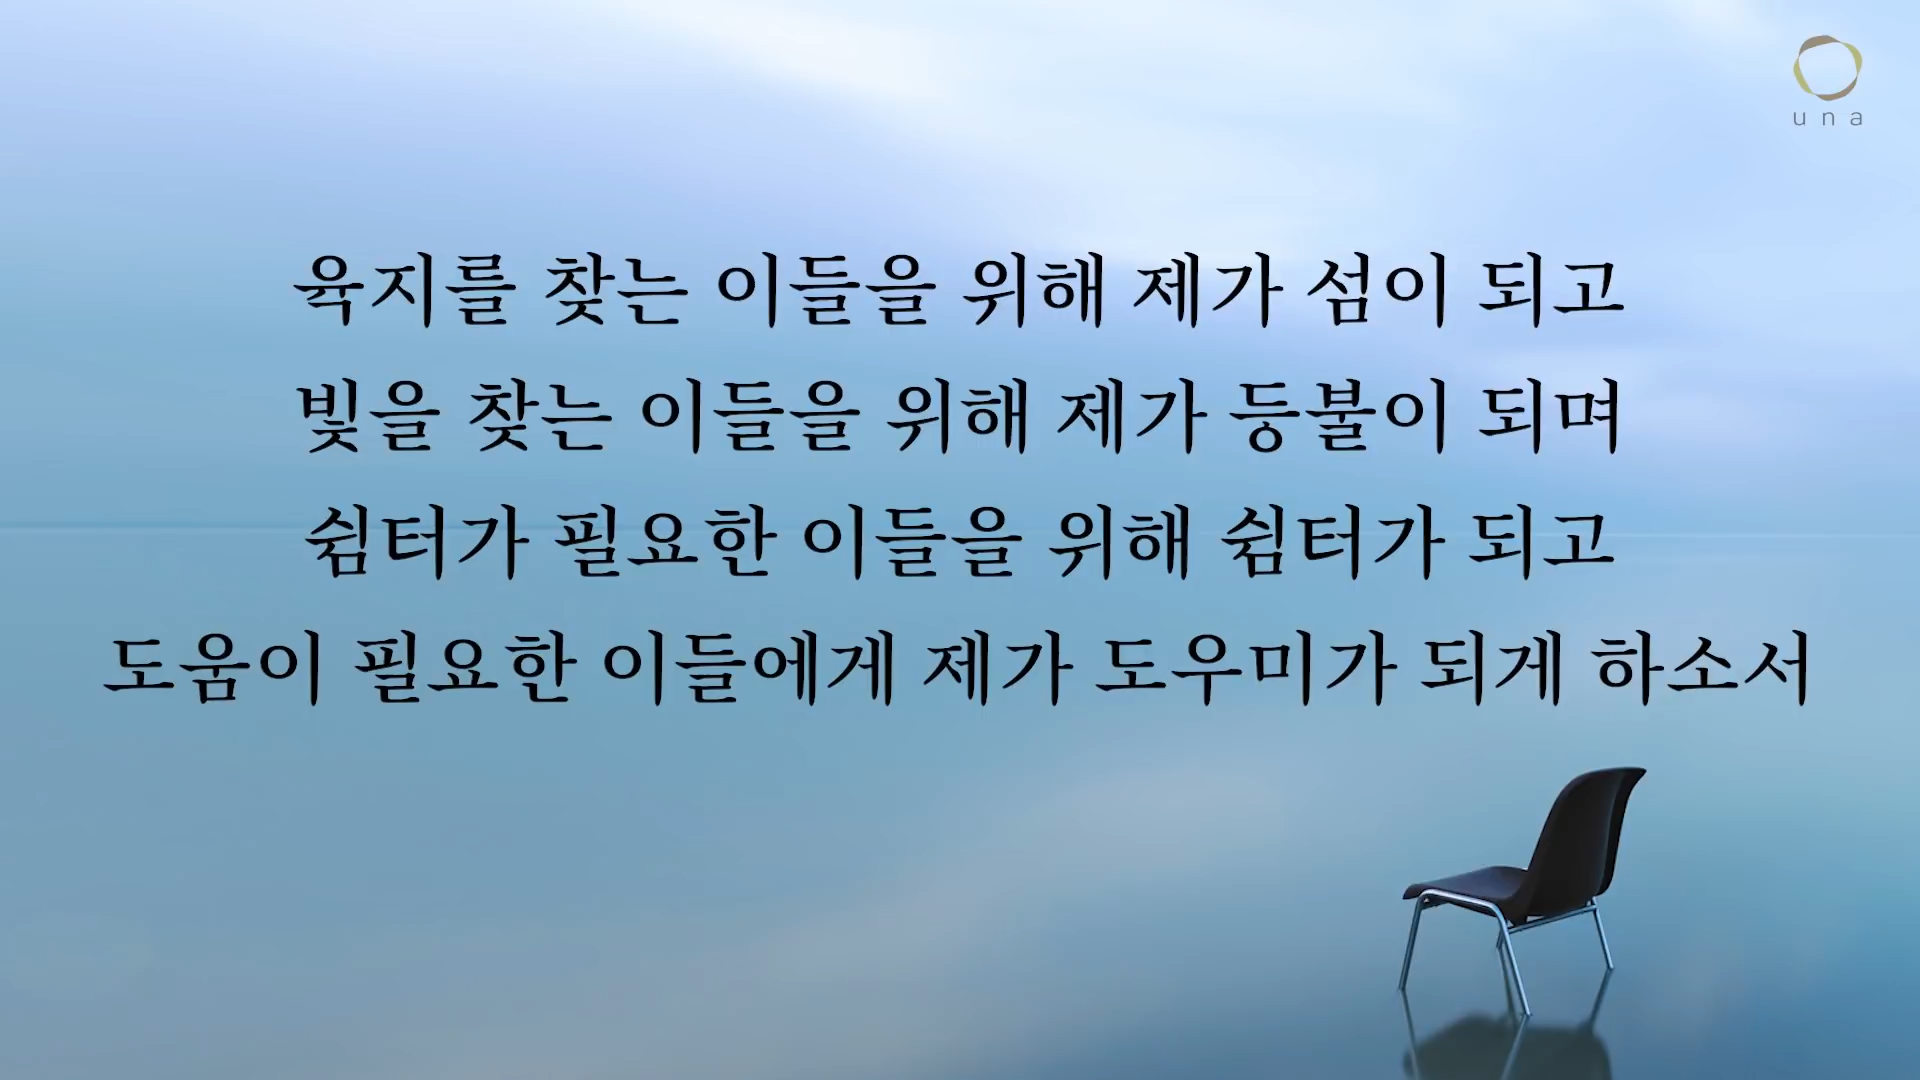 una
육지를 찾는 이들을 위해 제가 섬이 되고
빛을 찾는 이들을 위해 제가 등불이 되며
쉼터가 필요한 이들을 위해 쉼터가 되고
도움이 필요한 이들에게 제가 도우미가 되게 하소서